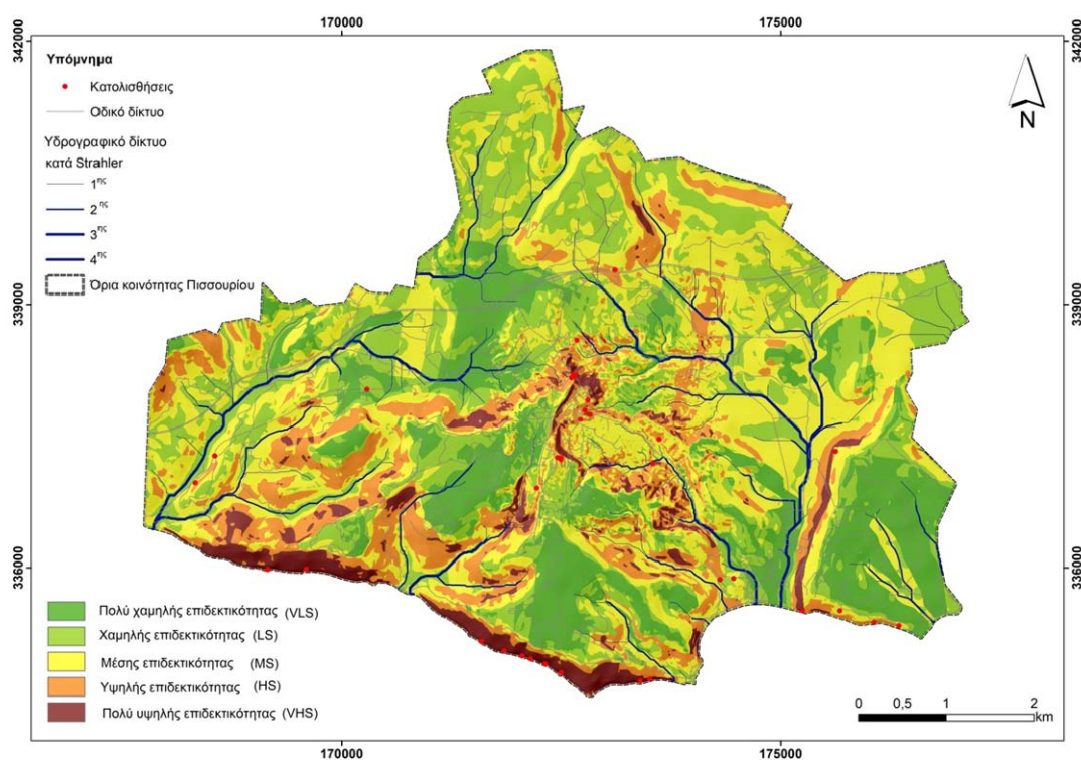 170000
175000
342000
342000
Υπόμνημα
Κατολισθήσεις
Οδικό δίκτυο
Υδρογραφικό δίκτυο
κατά Strahler
1ης
2ης
3ης
4ης
Όρια κοινότητας Πισσουρίου
N
339000
339000
336000
336000
Πολύ χαμηλής επιδεκτικότητας (VLS)
Χαμηλής επιδεκτικότητας (LS)
Μέσης επιδεκτικότητας (MS)
Υψηλής επιδεκτικότητας (HS)
Πολύ υψηλής επιδεκτικότητας (VHS)
0 0,5 1 2
km
170000
175000